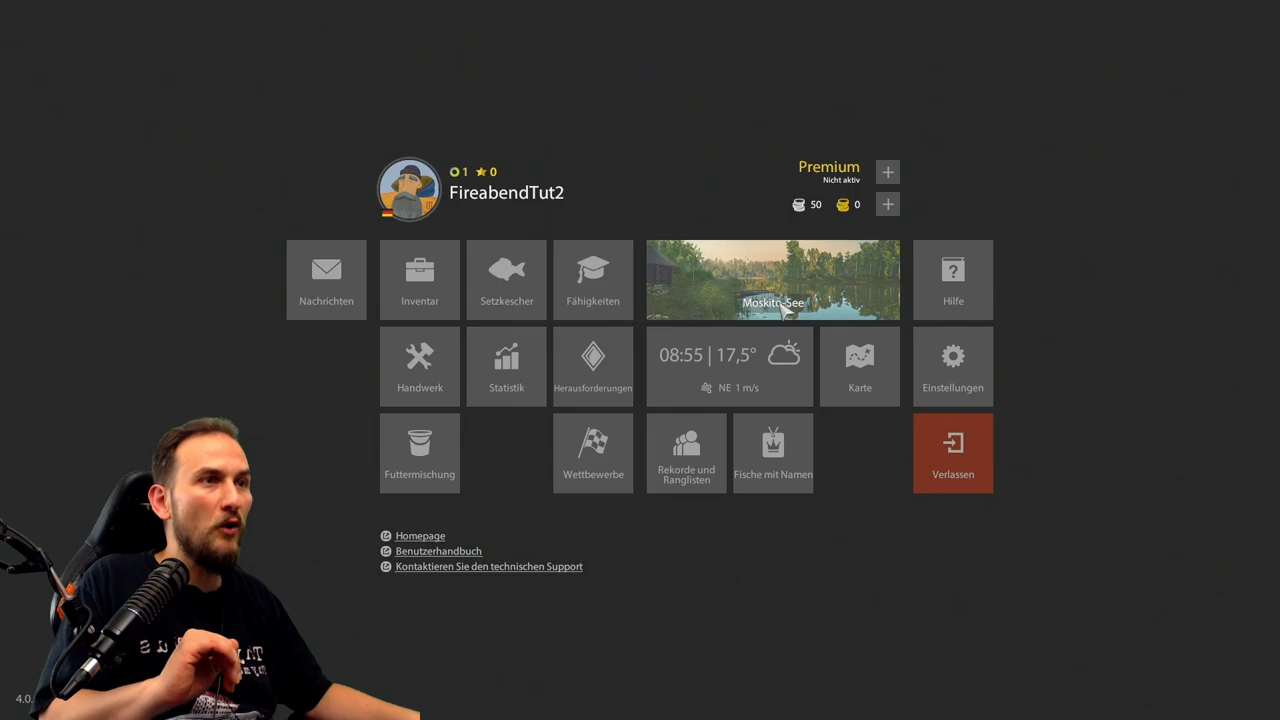 1 0
FireabendTut2
Premium
Nicht aktiv
50 0
Nachrichten
Inventar
Setzkescher
Fähigkeiten
Moskito-See
Hilfe
Handwerk
Statistik
Herausforderungen
08:55 | 17,5°
NE 1 m/s
Karte
Einstellungen
Futtermischung
Wettbewerbe
Rekorde und
Ranglisten
Fische mit Namen
Verlassen
Homepage
Benutzerhandbuch
Kontaktieren Sie den technischen Support
4.0.